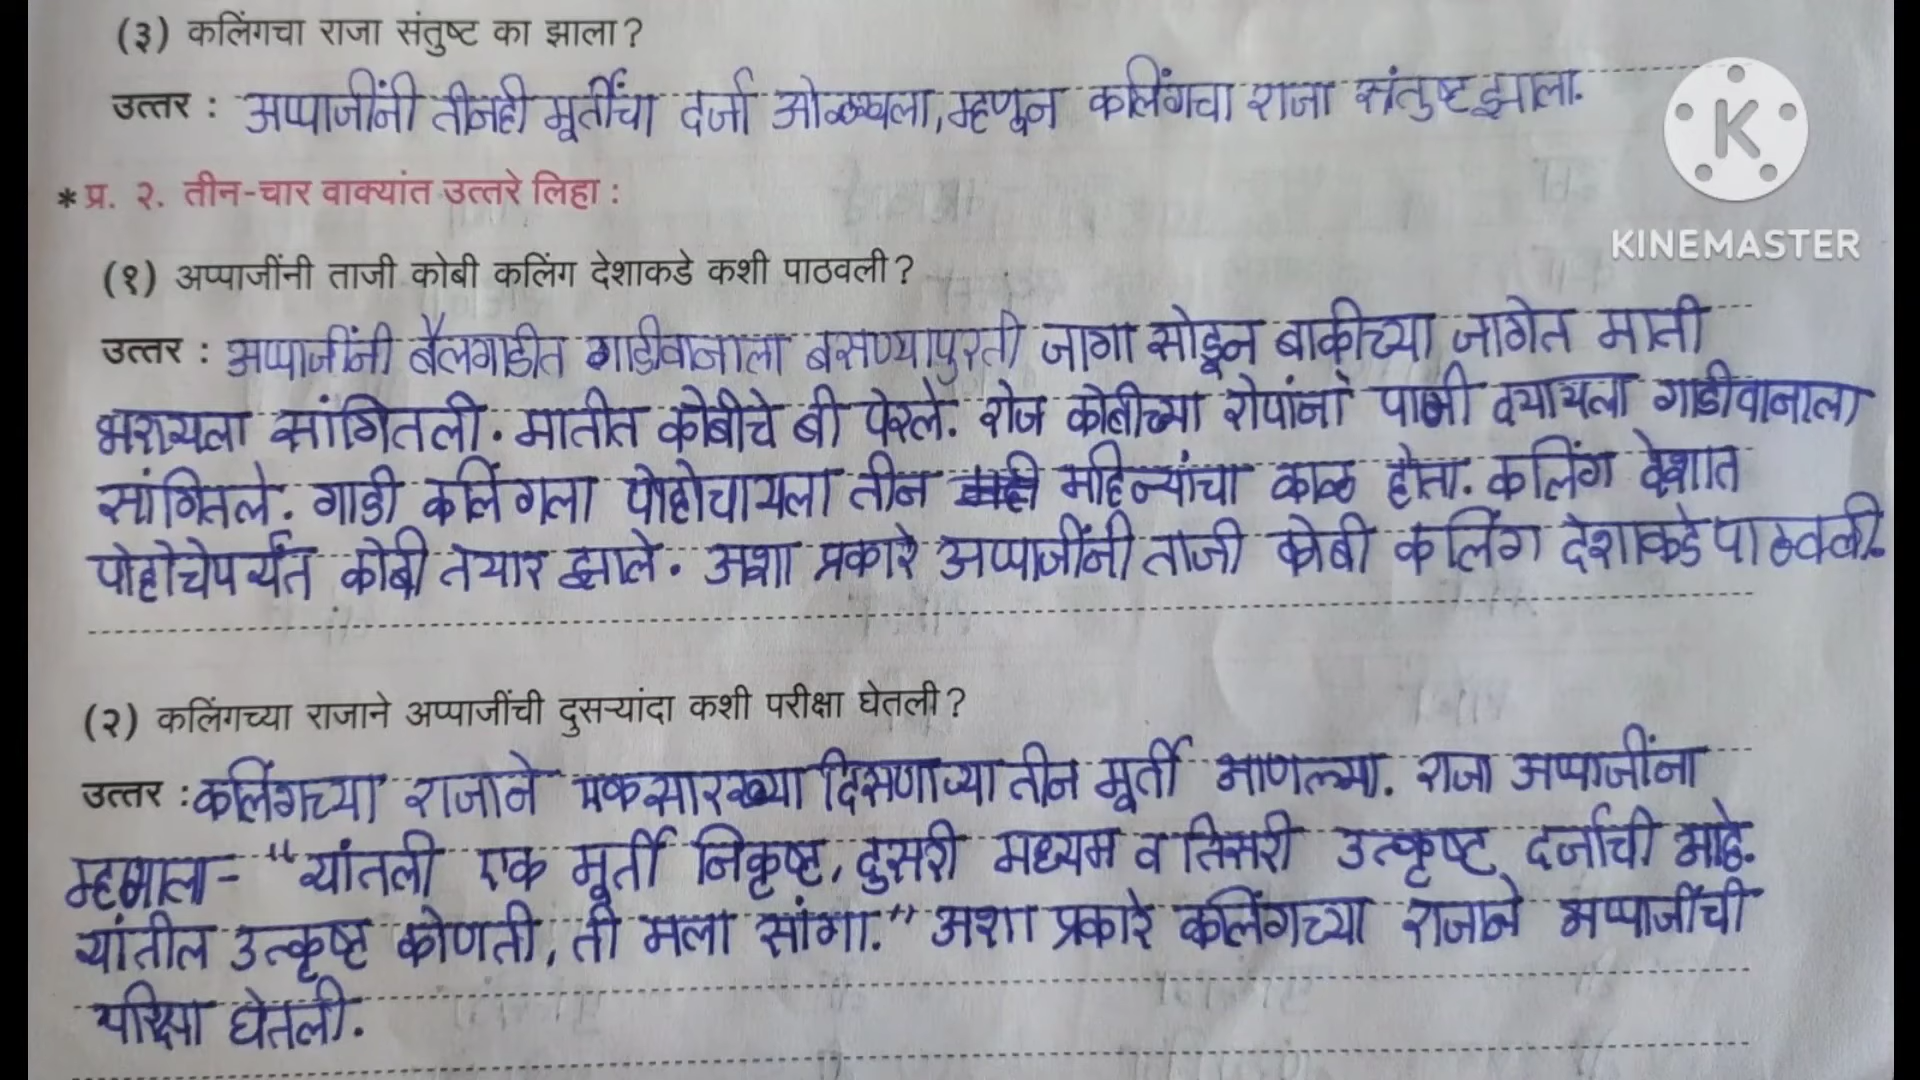 (३) कलिंगचा राजा संतुष्ट का झाला?
उत्तर : अप्पाजींनी तीनही मूर्तींचा दर्जा ओळखला, म्हणून कलिंगचा राजा संतुष्ट झाला.
* प्र. २. तीन-चार वाक्यांत उत्तरे लिहा :
KINEMASTER
(१) अप्पाजींनी ताजी कोबी कलिंग देशाकडे कशी पाठवली?
उत्तर : अप्पाजींनी बैलगाडीत गाडीवानाला बसण्यापुरती जागा सोडून बाकीच्या जागेत माती
भरायला सांगितली. मातीत कोबीचे बी पेरले. रोज कोबीच्या रोपांना पाणी द्यायला गाडीवानाला
सांगितले. गाडी कलिंगला पोहोचायला तीन महिन्यांचा काळ होता. कलिंग देशात
पोहोचेपर्यंत कोबी तयार झाले. अशा प्रकारे अप्पाजींनी ताजी कोबी कलिंग देशाकडे पाठवली.
(२) कलिंगच्या राजाने अप्पाजींची दुसऱ्यांदा कशी परीक्षा घेतली?
उत्तर : कलिंगच्या राजाने एकसारख्या दिसणाऱ्या तीन मूर्ती आणल्या. राजा अप्पाजींना
म्हणाला- "यांतली एक मूर्ती निकृष्ट, दुसरी मध्यम व तिसरी उत्कृष्ट दर्जाची आहे.
यांतील उत्कृष्ट कोणती, ती मला सांगा." अशा प्रकारे कलिंगच्या राजाने अप्पाजींची
परिक्षा घेतली.